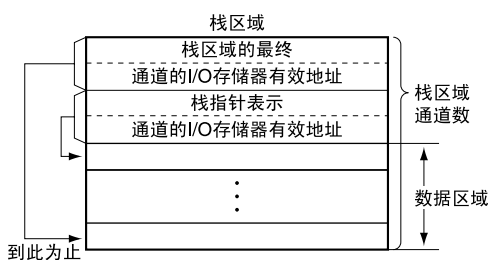 栈区域
栈区域的最终
通道的I/O存储器有效地址
栈指针表示
通道的I/O存储器有效地址
栈区域
通道数
数据区域
到此为止